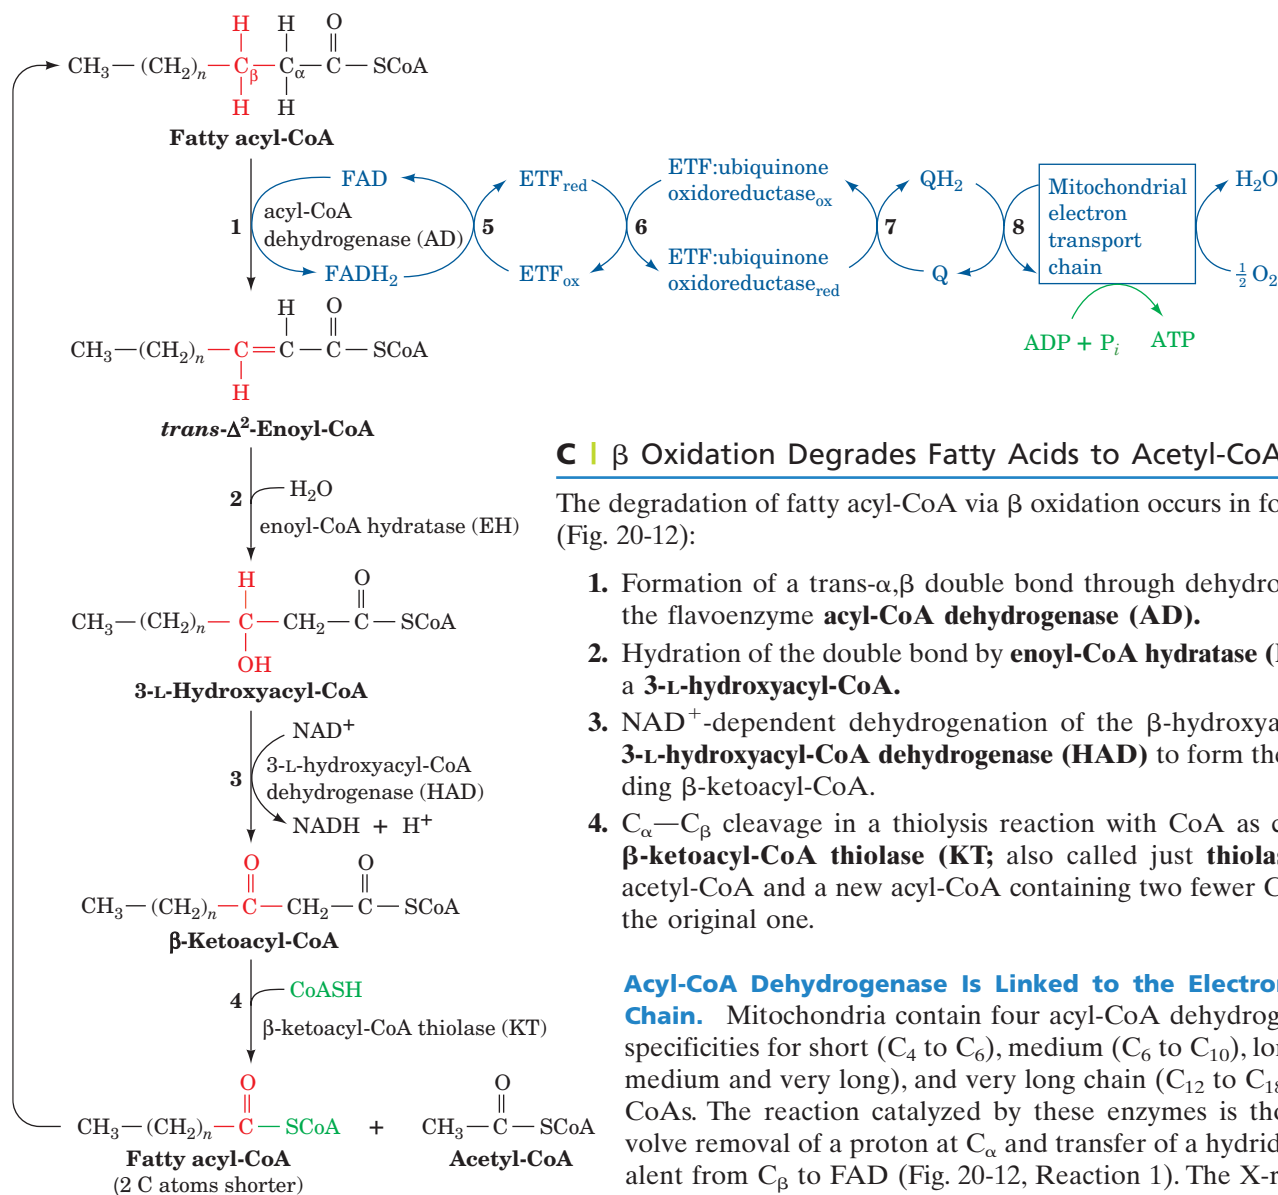 H H O
CH₃—(CH₂)ₙ—Cβ—Cα—C—SCoA
H H
Fatty acyl-CoA
1
FAD
acyl-CoA
dehydrogenase (AD)
FADH₂
5
ETFred
ETFox
6
ETF:ubiquinone
oxidoreductaseox
ETF:ubiquinone
oxidoreductasered
7
QH₂
Q
8
Mitochondrial
electron
transport
chain
H₂O
½ O₂
ADP + Pi ATP
H O
CH₃—(CH₂)ₙ—C=C—C—SCoA
H
trans-Δ²-Enoyl-CoA
2
H₂O
enoyl-CoA hydratase (EH)
H O
CH₃—(CH₂)ₙ—C—CH₂—C—SCoA
OH
3-L-Hydroxyacyl-CoA
NAD⁺
3
3-L-hydroxyacyl-CoA
dehydrogenase (HAD)
NADH + H⁺
O O
CH₃—(CH₂)ₙ—C—CH₂—C—SCoA
β-Ketoacyl-CoA
4
CoASH
β-ketoacyl-CoA thiolase (KT)
O O
CH₃—(CH₂)ₙ—C—SCoA + CH₃—C—SCoA
Fatty acyl-CoA Acetyl-CoA
(2 C atoms shorter)
C | β Oxidation Degrades Fatty Acids to Acetyl-CoA
The degradation of fatty acyl-CoA via β oxidation occurs in fo
(Fig. 20-12):
1. Formation of a trans-α,β double bond through dehydro
the flavoenzyme acyl-CoA dehydrogenase (AD).
2. Hydration of the double bond by enoyl-CoA hydratase (
a 3-L-hydroxyacyl-CoA.
3. NAD⁺-dependent dehydrogenation of the β-hydroxya
3-L-hydroxyacyl-CoA dehydrogenase (HAD) to form the
ding β-ketoacyl-CoA.
4. Cα—Cβ cleavage in a thiolysis reaction with CoA as c
β-ketoacyl-CoA thiolase (KT; also called just thiolas
acetyl-CoA and a new acyl-CoA containing two fewer C
the original one.
Acyl-CoA Dehydrogenase Is Linked to the Electron
Chain. Mitochondria contain four acyl-CoA dehydrog
specificities for short (C₄ to C₆), medium (C₆ to C₁₀), lon
medium and very long), and very long chain (C₁₂ to C₁₈
CoAs. The reaction catalyzed by these enzymes is the
volve removal of a proton at Cα and transfer of a hydrid
alent from Cβ to FAD (Fig. 20-12, Reaction 1). The X-r